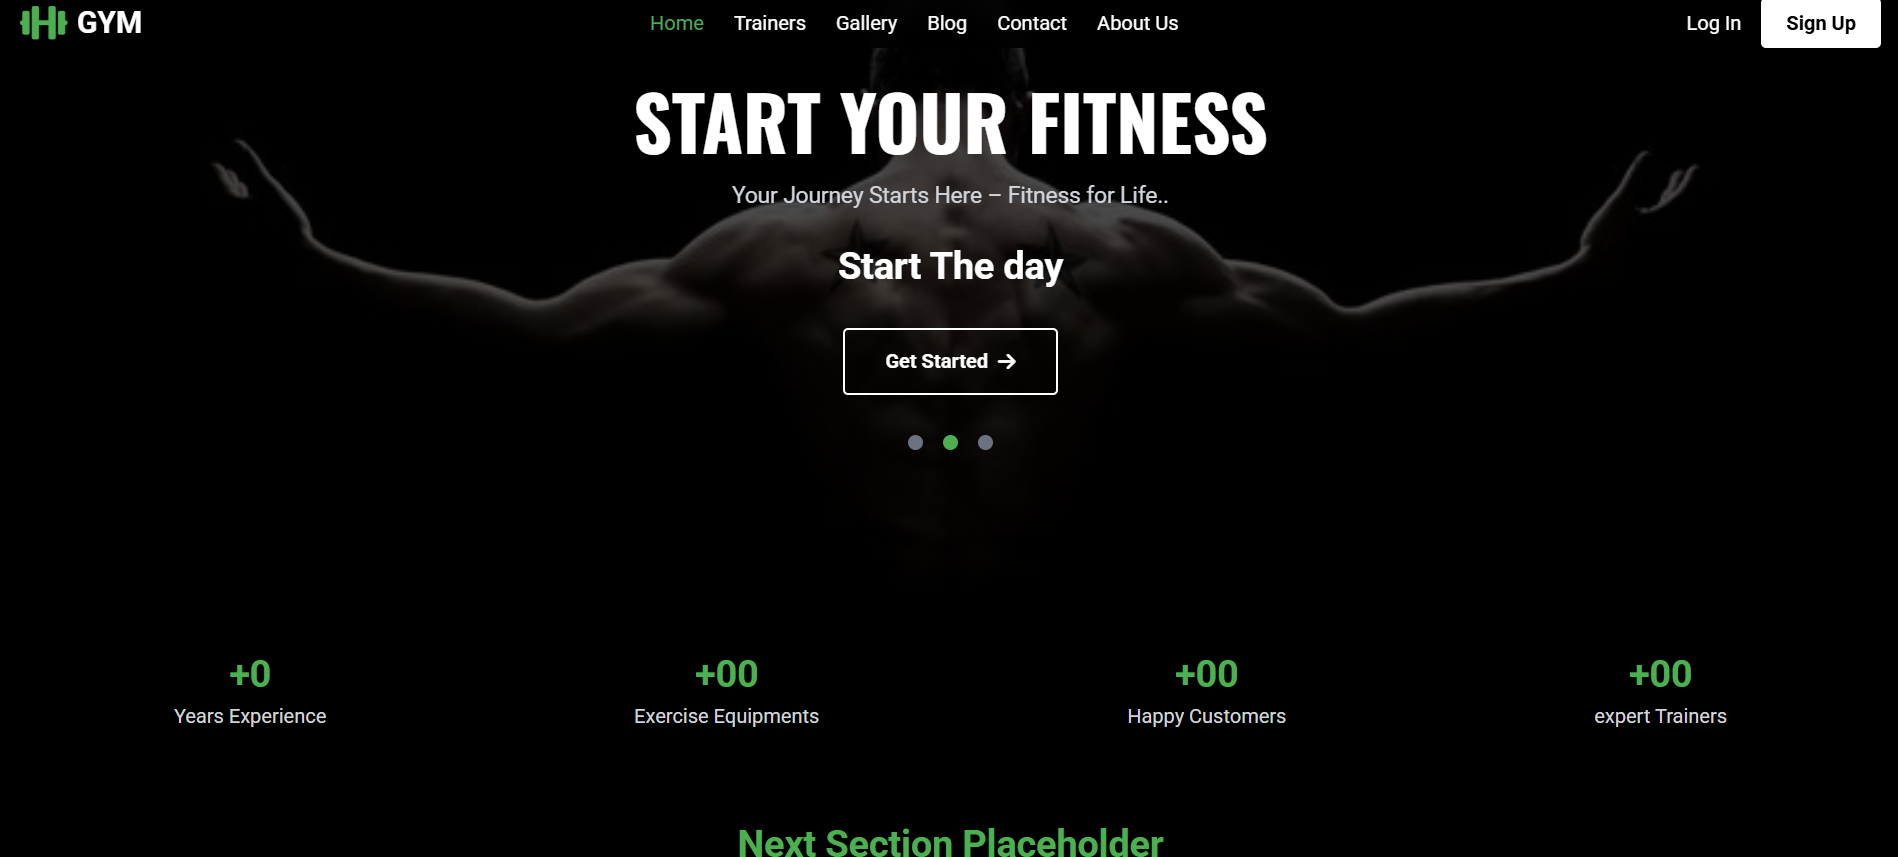 GYM
Home Trainers Gallery Blog Contact About Us
Log In Sign Up
START YOUR FITNESS
Your Journey Starts Here – Fitness for Life..
Start The day
Get Started →
+0 +00 +00 +00
Years Experience Exercise Equipments Happy Customers expert Trainers
Next Section Placeholder